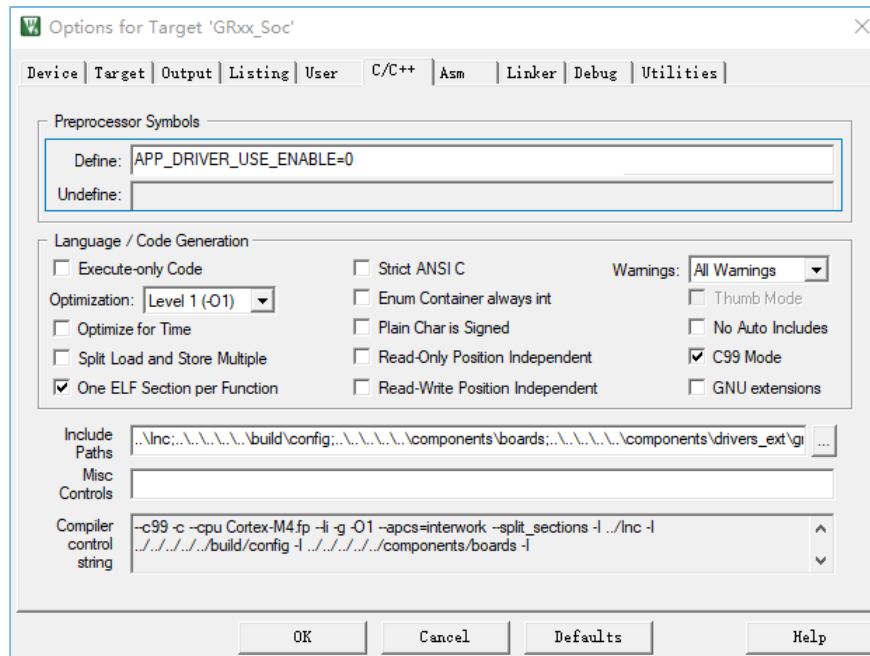 Options for Target 'GRxx_Soc'
Device | Target | Output | Listing | User | C/C++ | Asm | Linker | Debug | Utilities
Preprocessor Symbols
Define: APP_DRIVER_USE_ENABLE=0
Undefine:
Language / Code Generation
Execute-only Code Strict ANSI C Warnings: All Warnings
Optimization: Level 1 (-O1) Enum Container always int Thumb Mode
Optimize for Time Plain Char is Signed No Auto Includes
Split Load and Store Multiple Read-Only Position Independent C99 Mode
One ELF Section per Function Read-Write Position Independent GNU extensions
Include Paths ..\Inc;..\..\..\..\..\build\config;..\..\..\..\..\components\boards;..\..\..\..\..\components\drivers_ext\gr ...
Misc Controls
Compiler control string --c99 -c --cpu Cortex-M4.fp --li -g -O1 --apcs=interwork --split_sections -I ../Inc -I
../../../../../build/config -I ../../../../../components/boards -I
OK Cancel Defaults Help